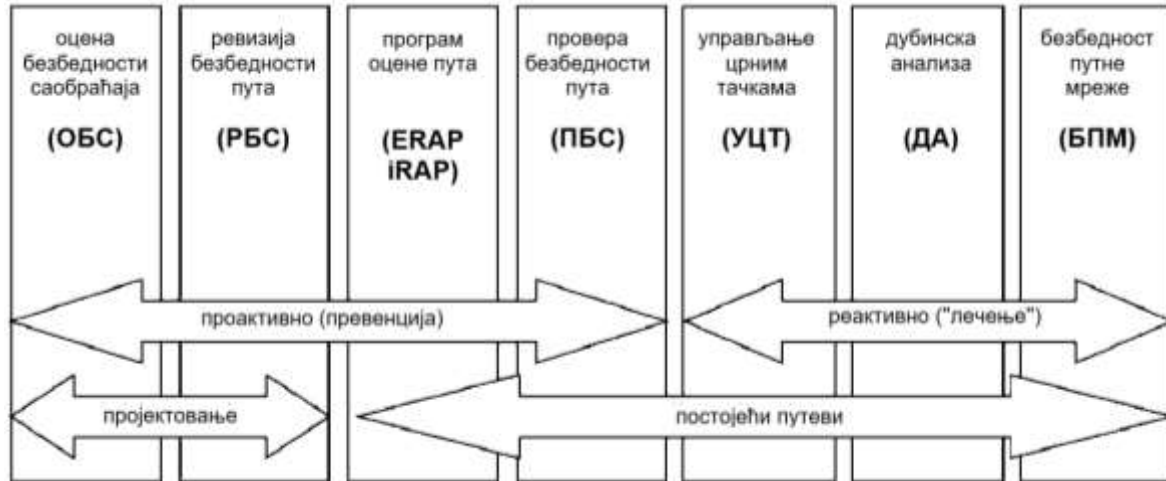 оцена
безбедности
саобраћаја
(ОБС)
ревизија
безбедности
пута
(РБС)
програм
оцене пута
(ERAP
iRAP)
провера
безбедности
пута
(ПБС)
управљање
црним
тачкама
(УЦТ)
дубинска
анализа
(ДА)
безбедност
путне
мреже
(БПМ)
проактивно (превенција)
реактивно ("лечење")
пројектовање
постојећи путеви